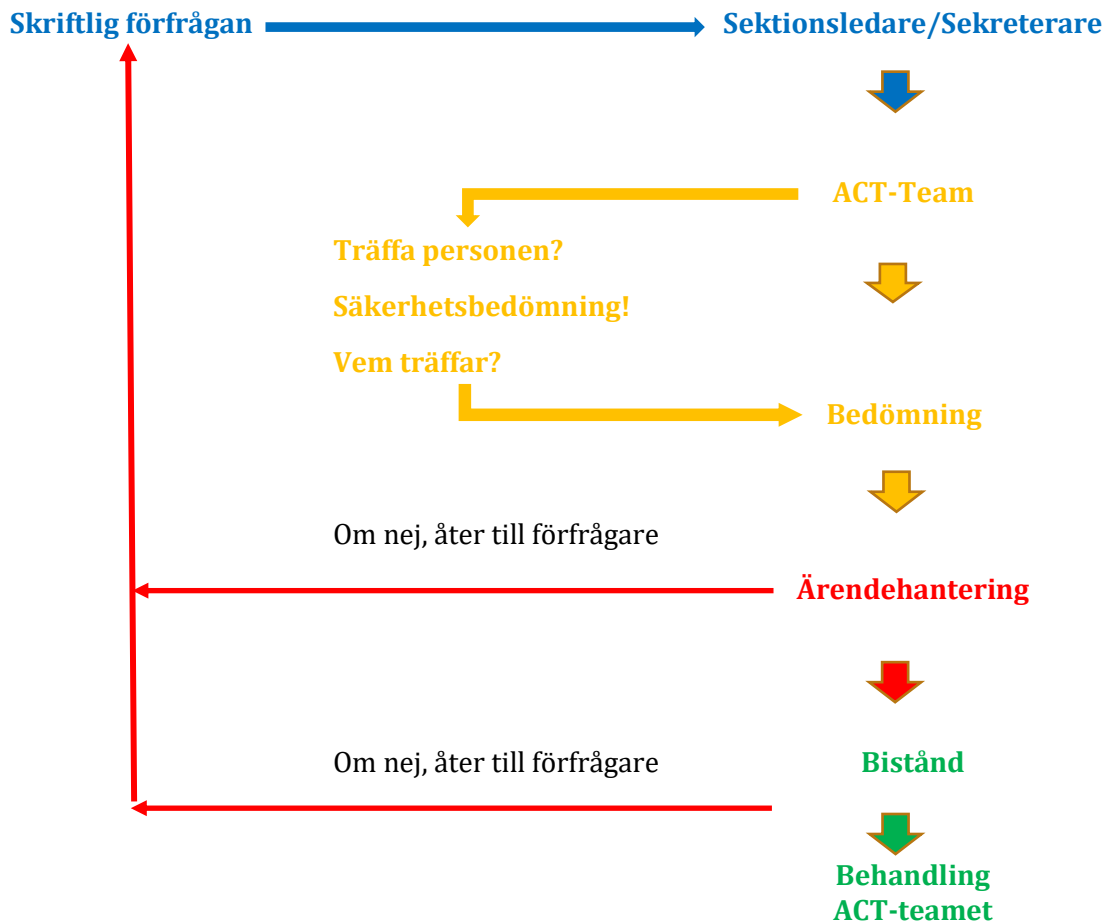 Skriftlig förfrågan
Sektionsledare/Sekreterare
ACT-Team
Träffa personen?
Säkerhetsbedömning!
Vem träffar?
Bedömning
Om nej, åter till förfrågare
Ärendehantering
Om nej, åter till förfrågare
Bistånd
Behandling
ACT-teamet